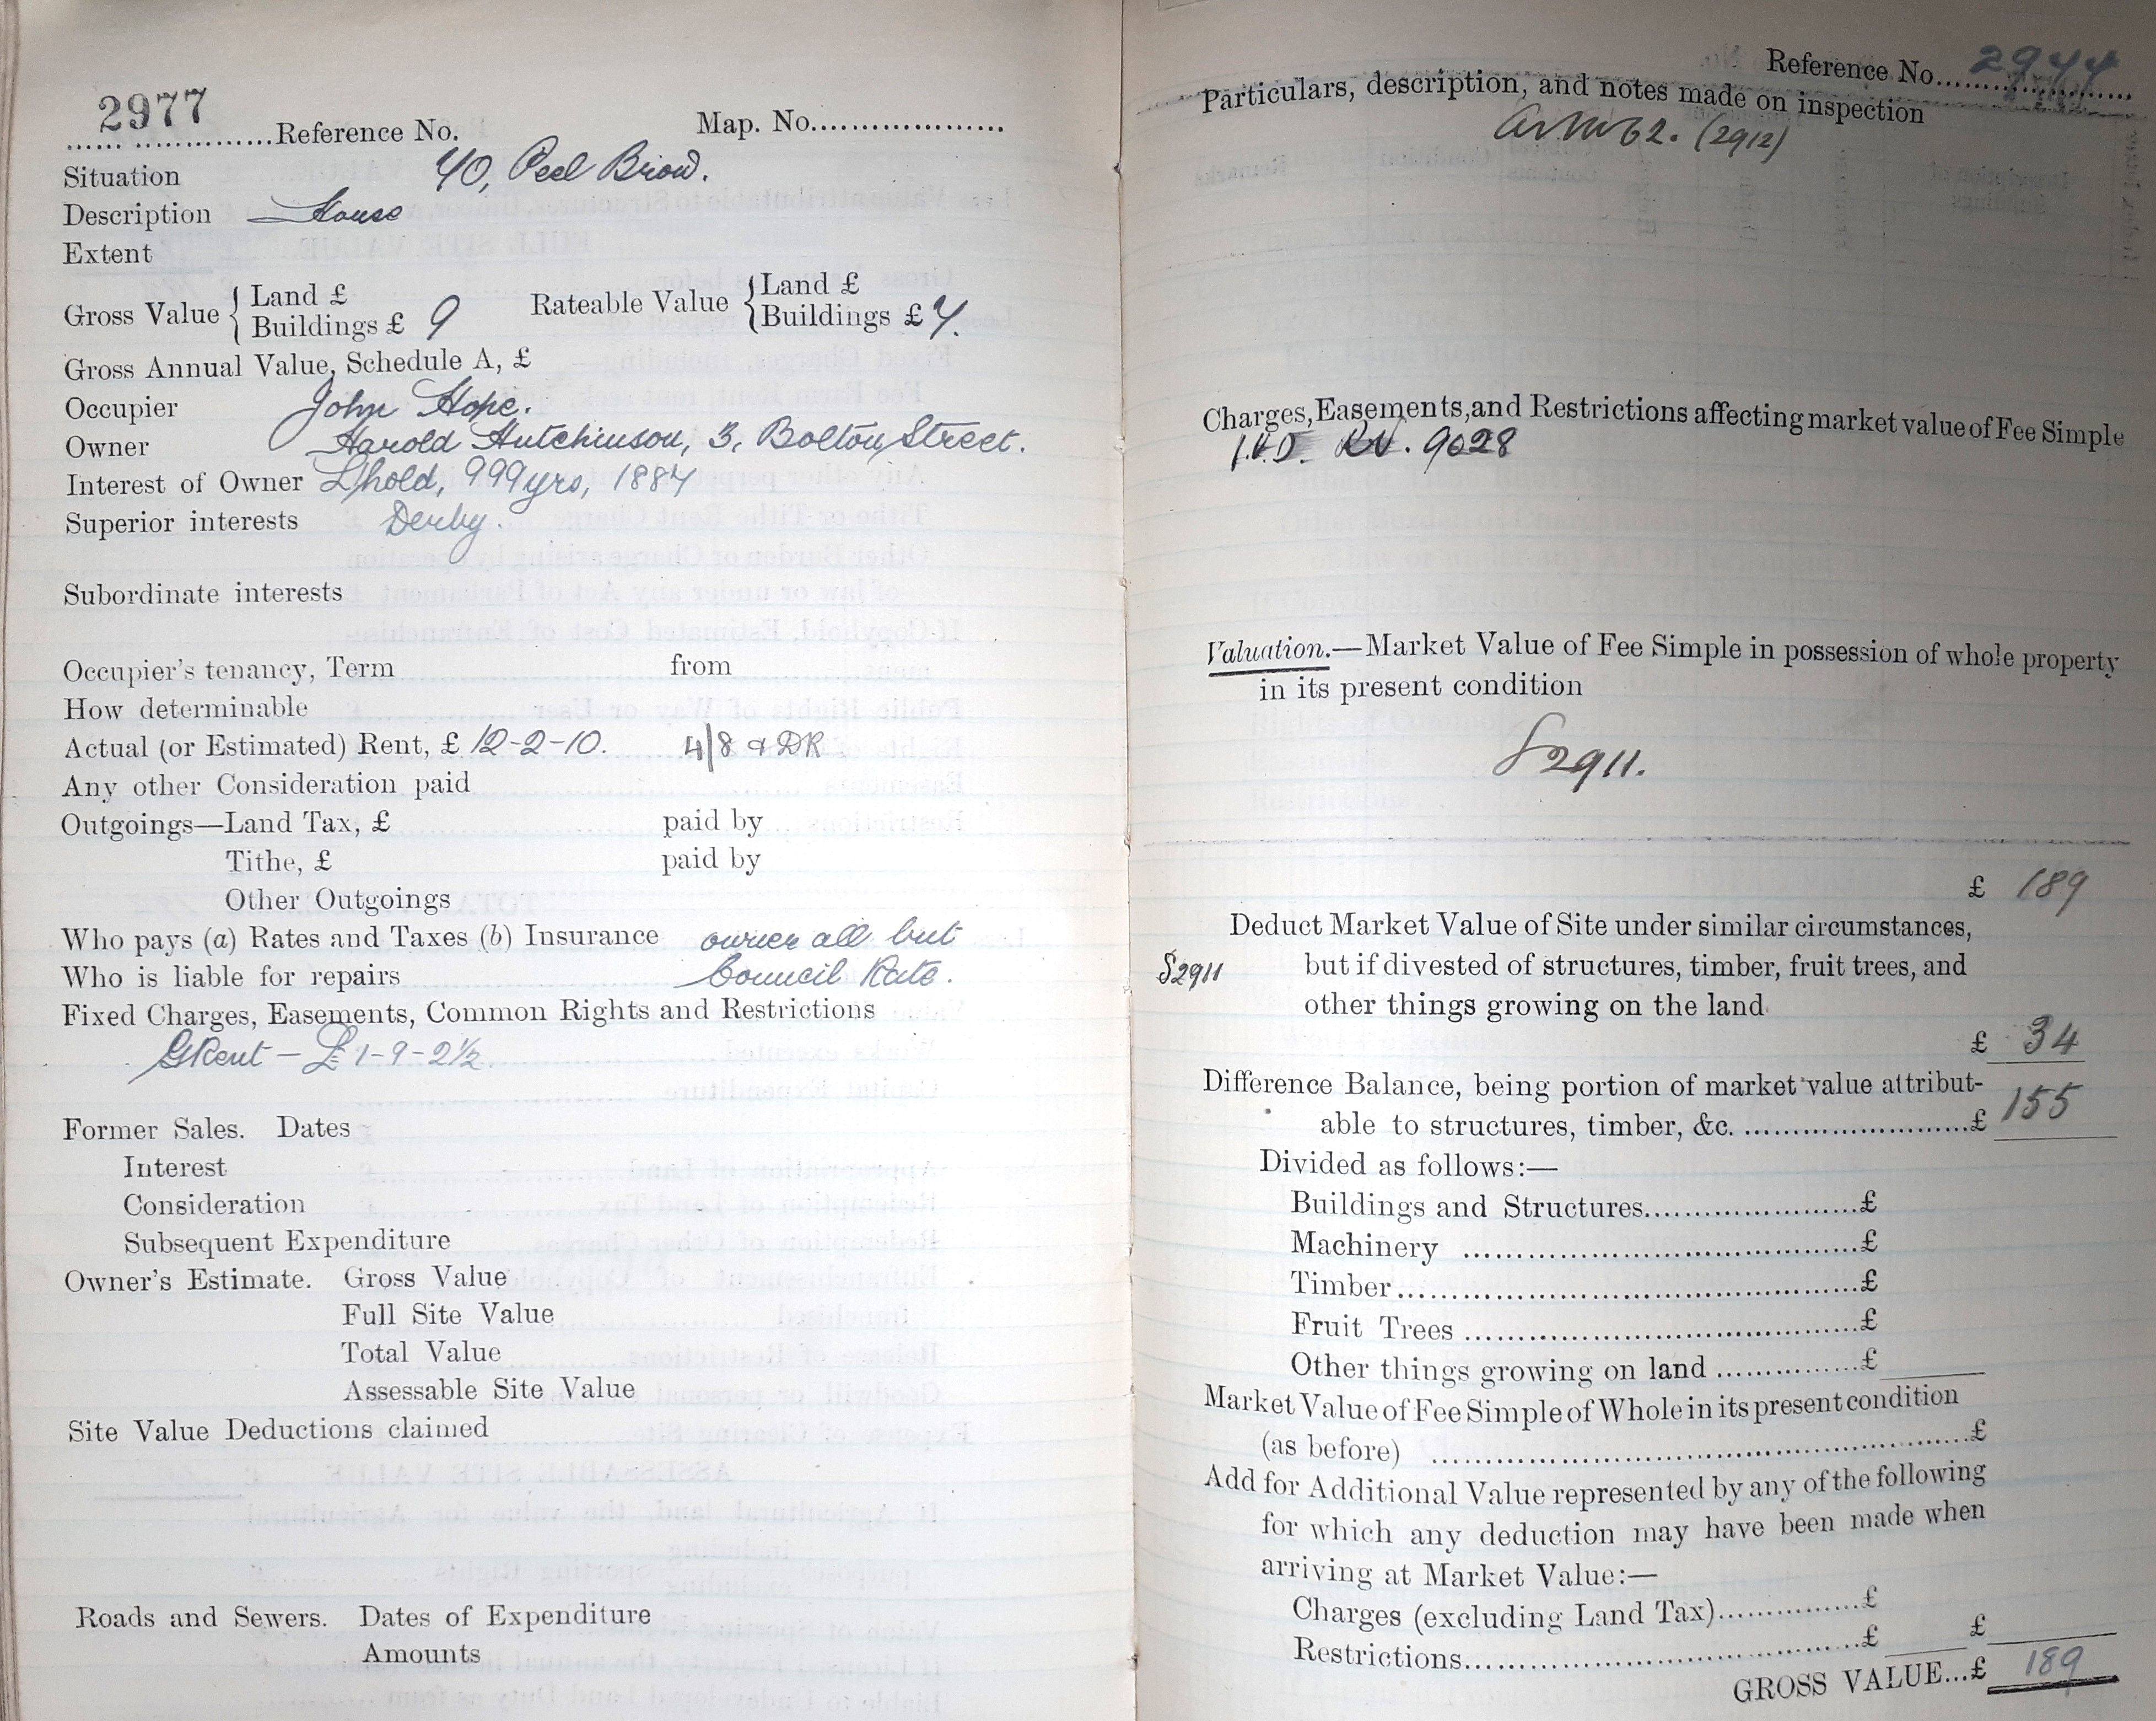 2977
...... ..............Reference No.
Map. No.....................
Situation 40, Peel Brow.
Description House
Extent
Gross Value { Land £
Buildings £ 9
Rateable Value { Land £
Buildings £ 7.
Gross Annual Value, Schedule A, £
Occupier John Hope.
Owner Harold Hutchinson, 3, Bolton Street.
Interest of Owner L/hold, 999yrs, 1884
Superior interests Derby.
Subordinate interests
Occupier's tenancy, Term from
How determinable
Actual (or Estimated) Rent, £ 12-2-10. 4/8 & DR
Any other Consideration paid
Outgoings—Land Tax, £ paid by
Tithe, £ paid by
Other Outgoings
Who pays (a) Rates and Taxes (b) Insurance owner all but
Who is liable for repairs Council Rate.
Fixed Charges, Easements, Common Rights and Restrictions
GRent – £1-9-2½
Former Sales. Dates
Interest
Consideration
Subsequent Expenditure
Owner's Estimate. Gross Value
Full Site Value
Total Value
Assessable Site Value
Site Value Deductions claimed
Roads and Sewers. Dates of Expenditure
Amounts
Reference No. 2977
Particulars, description, and notes made on inspection
(2912)
Charges, Easements, and Restrictions affecting market value of Fee Simple
9028
Valuation.—Market Value of Fee Simple in possession of whole property
in its present condition
S2911.
£ 189
Deduct Market Value of Site under similar circumstances,
S2911 but if divested of structures, timber, fruit trees, and
other things growing on the land
£ 34
Difference Balance, being portion of market value attribut-
able to structures, timber, &c. ........................£ 155
Divided as follows:—
Buildings and Structures......................£
Machinery ........................................£
Timber...............................................£
Fruit Trees ........................................£
Other things growing on land ..............£
Market Value of Fee Simple of Whole in its present condition
(as before) .......................................................£
Add for Additional Value represented by any of the following
for which any deduction may have been made when
arriving at Market Value:—
Charges (excluding Land Tax)................£
Restrictions..........................................£ £
GROSS VALUE...£ 189